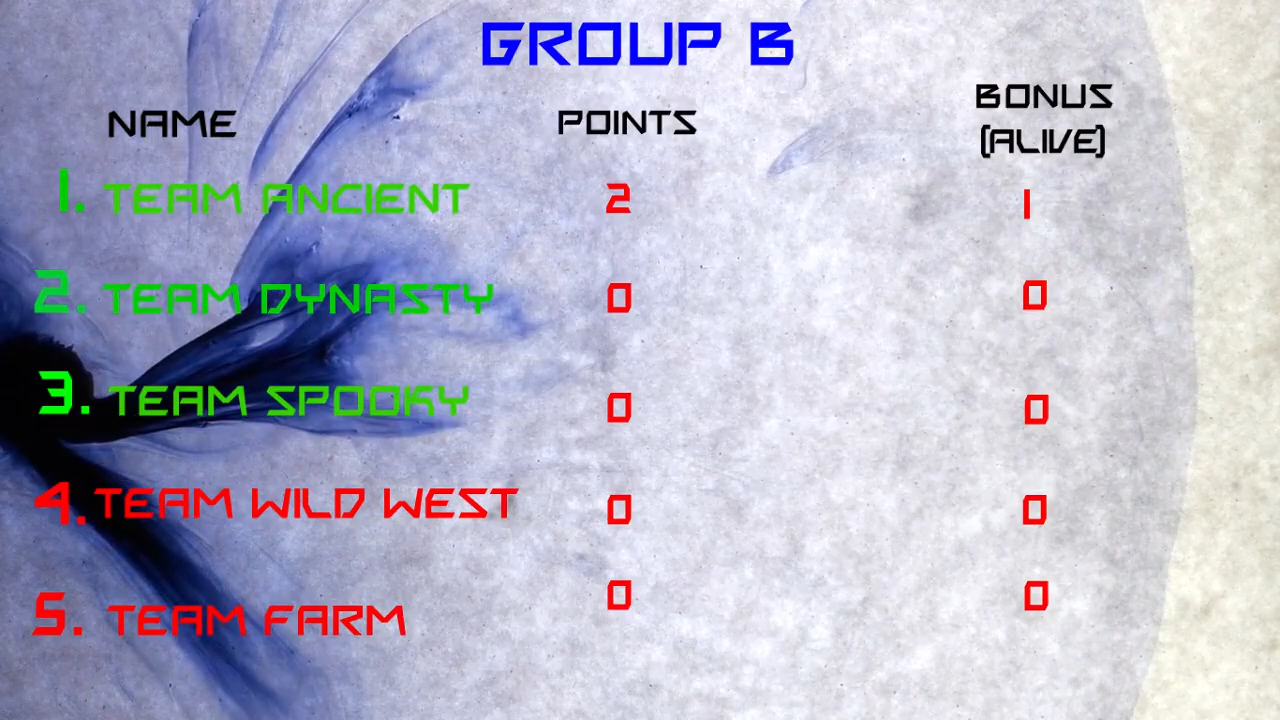 GROUP B
NAME POINTS BONUS
(ALIVE)
1. TEAM ANCIENT 2 1
2. TEAM DYNASTY 0 0
3. TEAM SPOOKY 0 0
4. TEAM WILD WEST 0 0
5. TEAM FARM 0 0